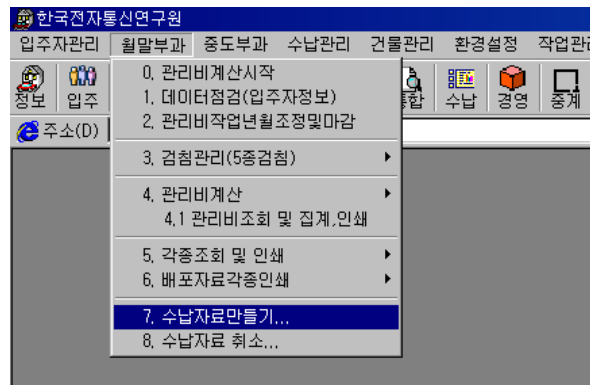 한국전자통신연구원
입주자관리 월말부과 중도부과 수납관리 건물관리 환경설정 작업관
정보 입주 통합 수납 경영 중계
주소(D)
0, 관리비계산시작
1, 데이터점검(입주자정보)
2, 관리비작업년월조정및마감
3, 검침관리(5종검침)
4, 관리비계산
4,1 관리비조회 및 집계,인쇄
5, 각종조회 및 인쇄
6, 배포자료각종인쇄
7, 수납자료만들기...
8, 수납자료 취소...